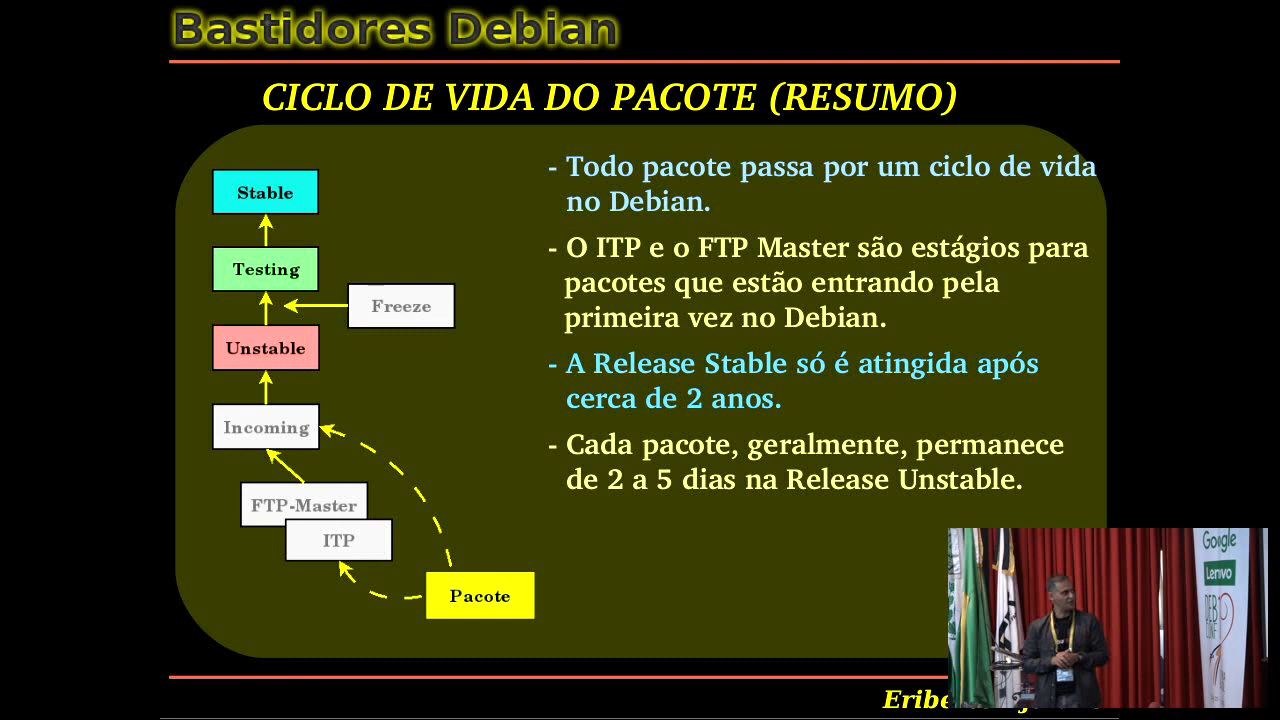 Bastidores Debian
CICLO DE VIDA DO PACOTE (RESUMO)
Stable
Testing
Freeze
Unstable
Incoming
FTP-Master
ITP
Pacote
- Todo pacote passa por um ciclo de vida
no Debian.
- O ITP e o FTP Master são estágios para
pacotes que estão entrando pela
primeira vez no Debian.
- A Release Stable só é atingida após
cerca de 2 anos.
- Cada pacote, geralmente, permanece
de 2 a 5 dias na Release Unstable.
Google
Lenovo
DEB
CONF